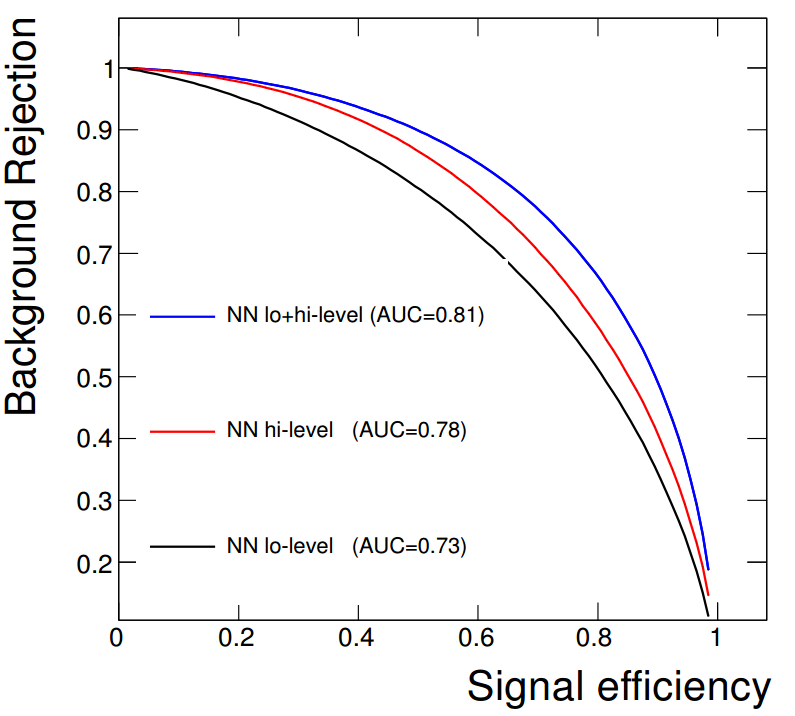 Background Rejection
1
0.9
0.8
0.7
0.6
0.5
0.4
0.3
0.2
NN lo+hi-level (AUC=0.81)
NN hi-level (AUC=0.78)
NN lo-level (AUC=0.73)
0 0.2 0.4 0.6 0.8 1
Signal efficiency